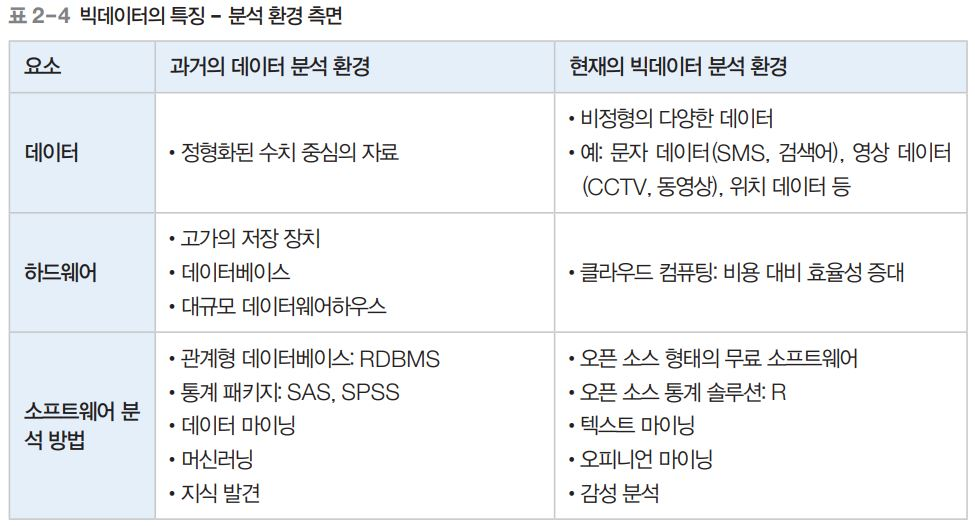 표 2-4 빅데이터의 특징 - 분석 환경 측면
요소
과거의 데이터 분석 환경
현재의 빅데이터 분석 환경
데이터
• 정형화된 수치 중심의 자료
• 비정형의 다양한 데이터
• 예: 문자 데이터(SMS, 검색어), 영상 데이터
(CCTV, 동영상), 위치 데이터 등
하드웨어
• 고가의 저장 장치
• 데이터베이스
• 대규모 데이터웨어하우스
• 클라우드 컴퓨팅: 비용 대비 효율성 증대
소프트웨어 분
석 방법
• 관계형 데이터베이스: RDBMS
• 통계 패키지: SAS, SPSS
• 데이터 마이닝
• 머신러닝
• 지식 발견
• 오픈 소스 형태의 무료 소프트웨어
• 오픈 소스 통계 솔루션: R
• 텍스트 마이닝
• 오피니언 마이닝
• 감성 분석